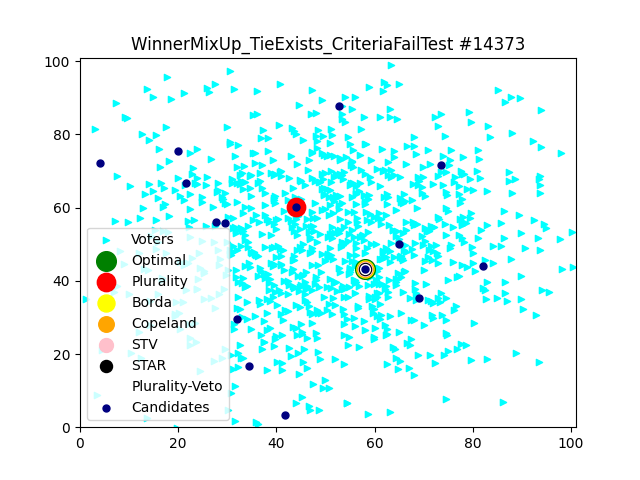 WinnerMixUp_TieExists_CriteriaFailTest #14373
100
80
60
40
20
0
Voters
Optimal
Plurality
Borda
Copeland
STV
STAR
Plurality-Veto
Candidates
0 20 40 60 80 100